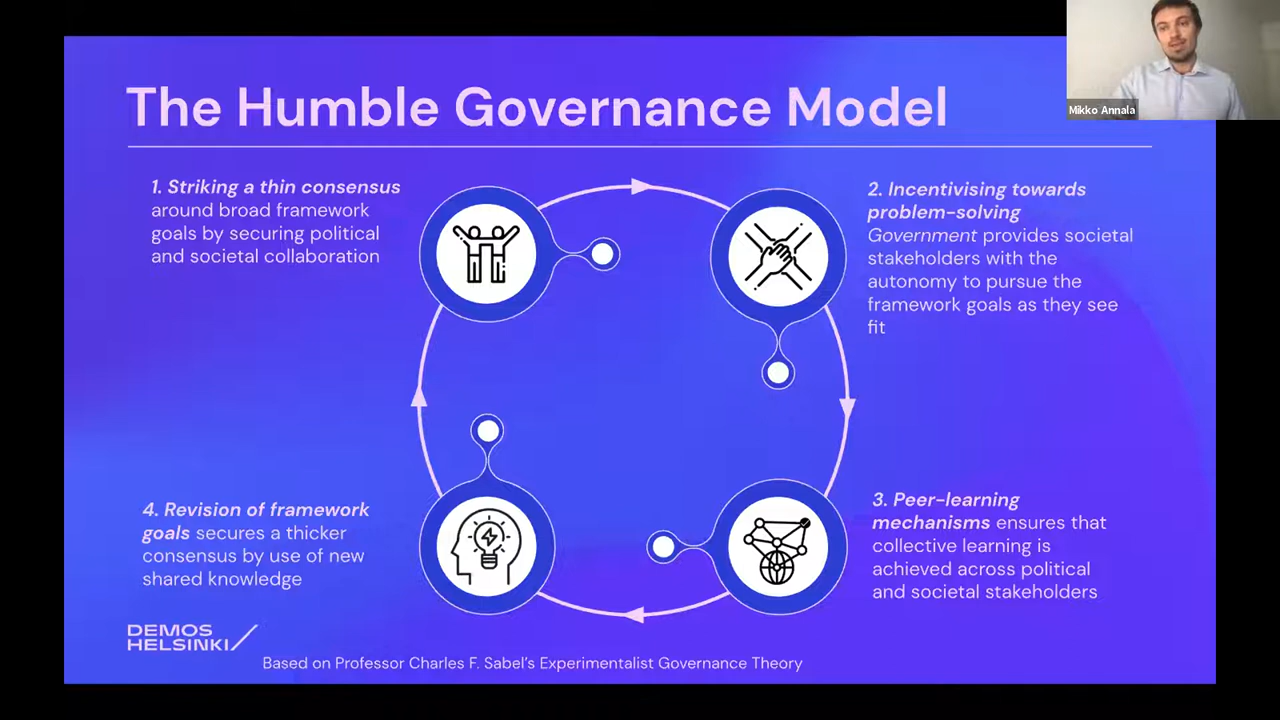 The Humble Governance Model
Mikko Annala
1. Striking a thin consensus
around broad framework
goals by securing political
and societal collaboration
2. Incentivising towards
problem-solving
Government provides societal
stakeholders with the
autonomy to pursue the
framework goals as they see
fit
3. Peer-learning
mechanisms ensures that
collective learning is
achieved across political
and societal stakeholders
4. Revision of framework
goals secures a thicker
consensus by use of new
shared knowledge
DEMOS
HELSINKI
Based on Professor Charles F. Sabel's Experimentalist Governance Theory